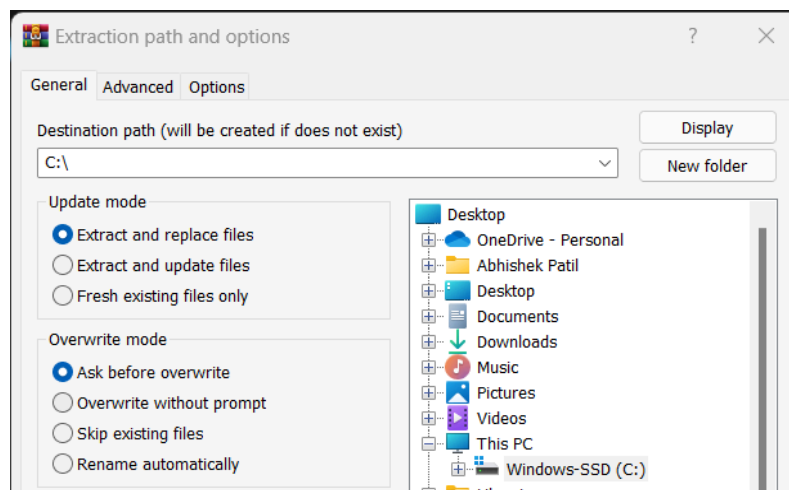 Extraction path and options
General Advanced Options
Destination path (will be created if does not exist)
Display
C:\
New folder
Update mode
Extract and replace files
Extract and update files
Fresh existing files only
Overwrite mode
Ask before overwrite
Overwrite without prompt
Skip existing files
Rename automatically
Desktop
OneDrive - Personal
Abhishek Patil
Desktop
Documents
Downloads
Music
Pictures
Videos
This PC
Windows-SSD (C:)